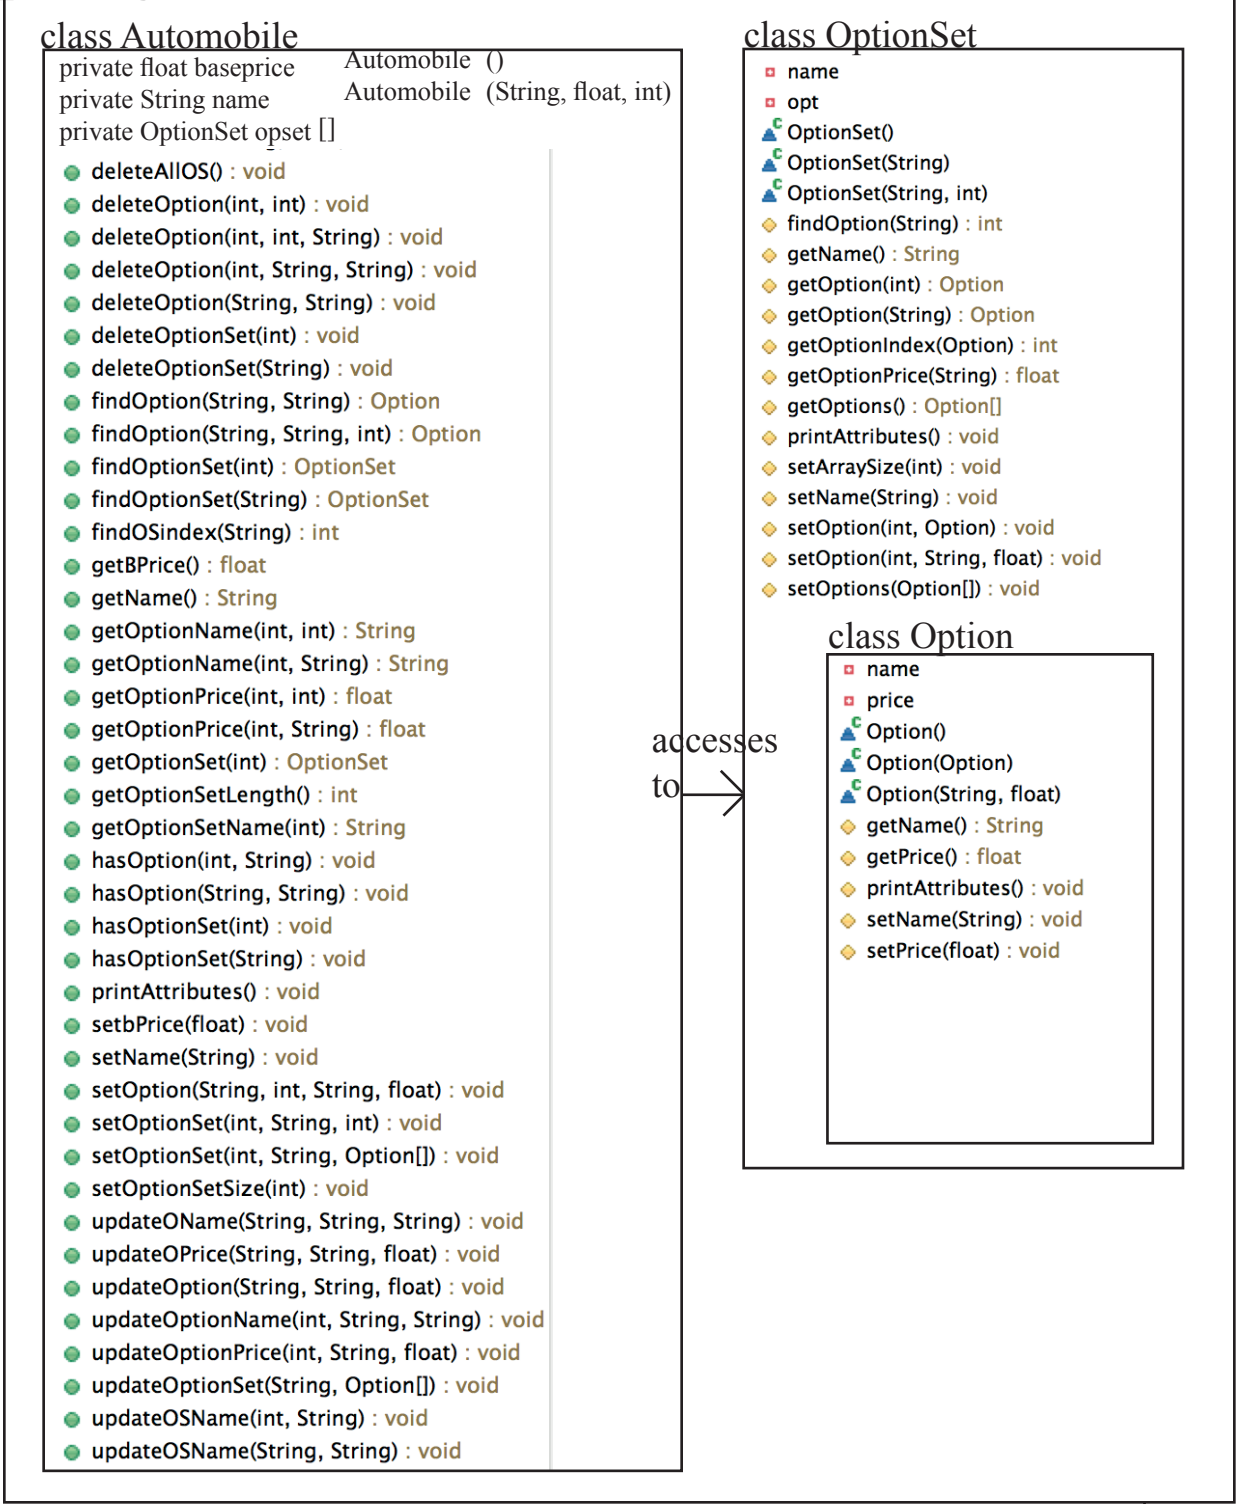 class Automobile
private float baseprice
private String name
private OptionSet opset []
Automobile ()
Automobile (String, float, int)
deleteAllOS() : void
deleteOption(int, int) : void
deleteOption(int, int, String) : void
deleteOption(int, String, String) : void
deleteOption(String, String) : void
deleteOptionSet(int) : void
deleteOptionSet(String) : void
findOption(String, String) : Option
findOption(String, String, int) : Option
findOptionSet(int) : OptionSet
findOptionSet(String) : OptionSet
findOSindex(String) : int
getBPrice() : float
getName() : String
getOptionName(int, int) : String
getOptionName(int, String) : String
getOptionPrice(int, int) : float
getOptionPrice(int, String) : float
getOptionSet(int) : OptionSet
getOptionSetLength() : int
getOptionSetName(int) : String
hasOption(int, String) : void
hasOption(String, String) : void
hasOptionSet(int) : void
hasOptionSet(String) : void
printAttributes() : void
setbPrice(float) : void
setName(String) : void
setOption(String, int, String, float) : void
setOptionSet(int, String, int) : void
setOptionSet(int, String, Option[]) : void
setOptionSetSize(int) : void
updateOName(String, String, String) : void
updateOPrice(String, String, float) : void
updateOption(String, String, float) : void
updateOptionName(int, String, String) : void
updateOptionPrice(int, String, float) : void
updateOptionSet(String, Option[]) : void
updateOSName(int, String) : void
updateOSName(String, String) : void
accesses
to
class OptionSet
name
opt
OptionSet()
OptionSet(String)
OptionSet(String, int)
findOption(String) : int
getName() : String
getOption(int) : Option
getOption(String) : Option
getOptionIndex(Option) : int
getOptionPrice(String) : float
getOptions() : Option[]
printAttributes() : void
setArraySize(int) : void
setName(String) : void
setOption(int, Option) : void
setOption(int, String, float) : void
setOptions(Option[]) : void
class Option
name
price
Option()
Option(Option)
Option(String, float)
getName() : String
getPrice() : float
printAttributes() : void
setName(String) : void
setPrice(float) : void